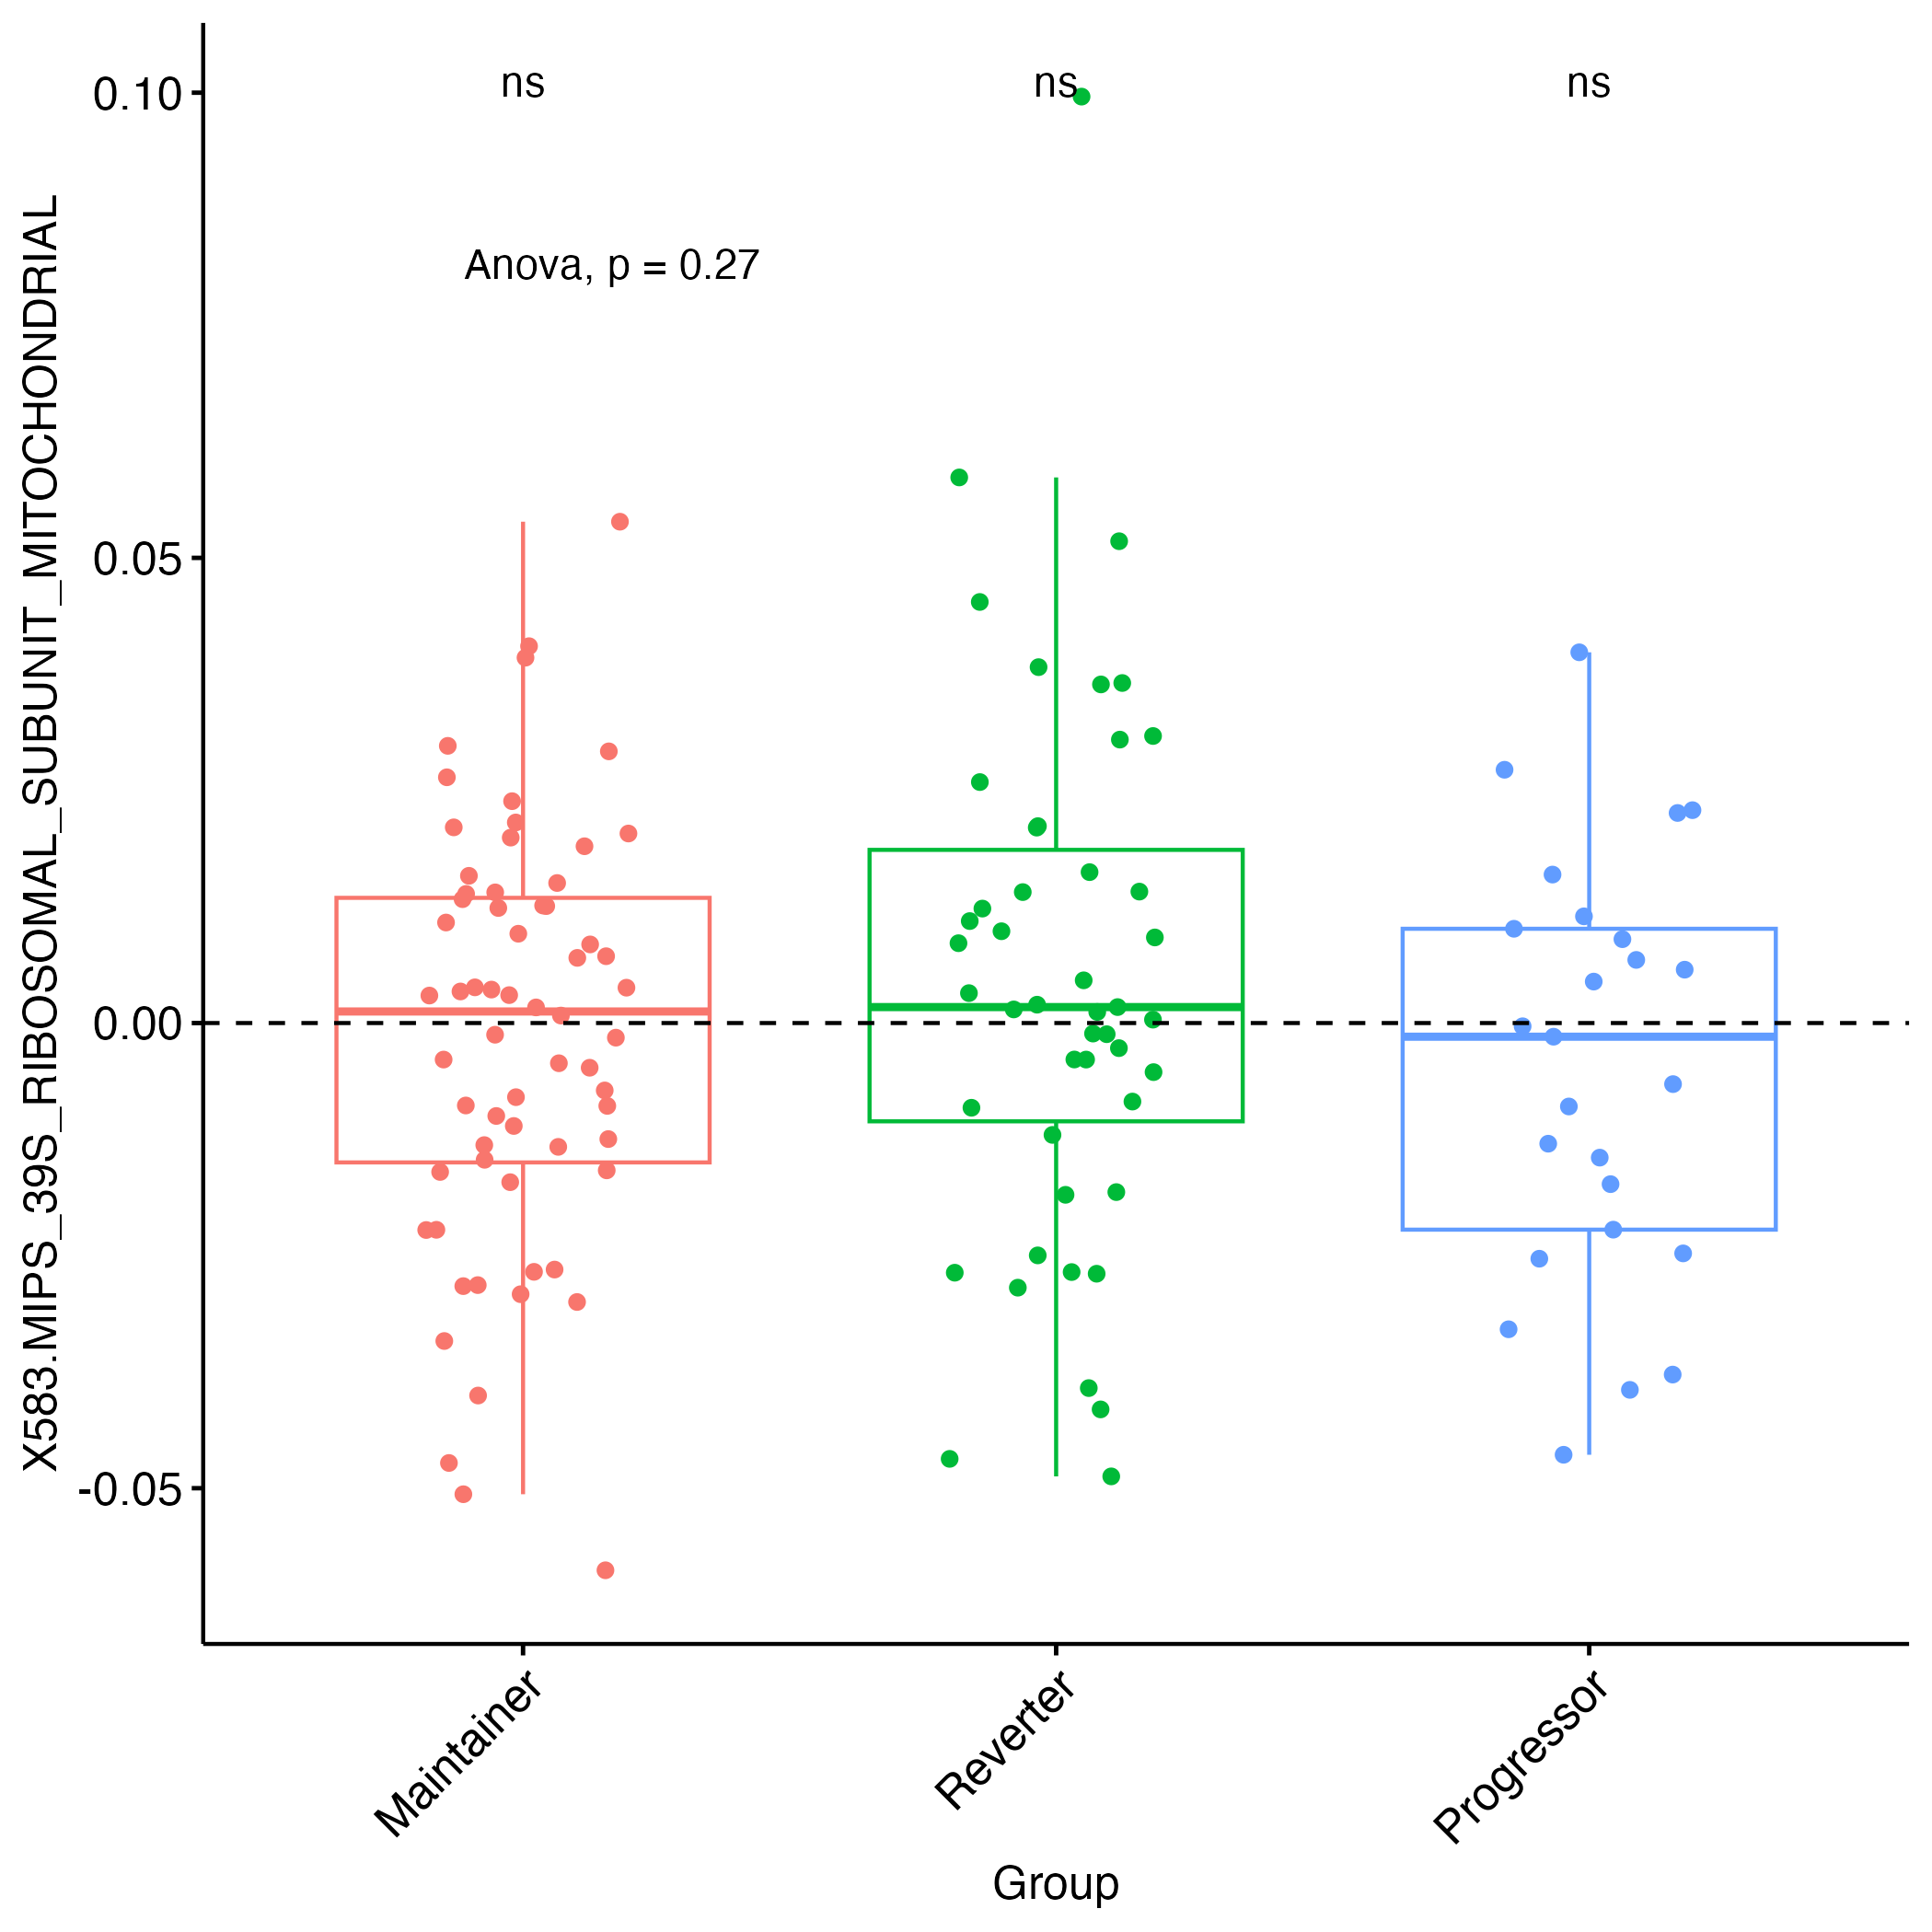 ns
ns
ns
Anova, p = 0.27
X583.MIPS_39S_RIBOSOMAL_SUBUNIT_MITOCHONDRIAL
0.10
0.05
0.00
-0.05
Maintainer
Reverter
Progressor
Group